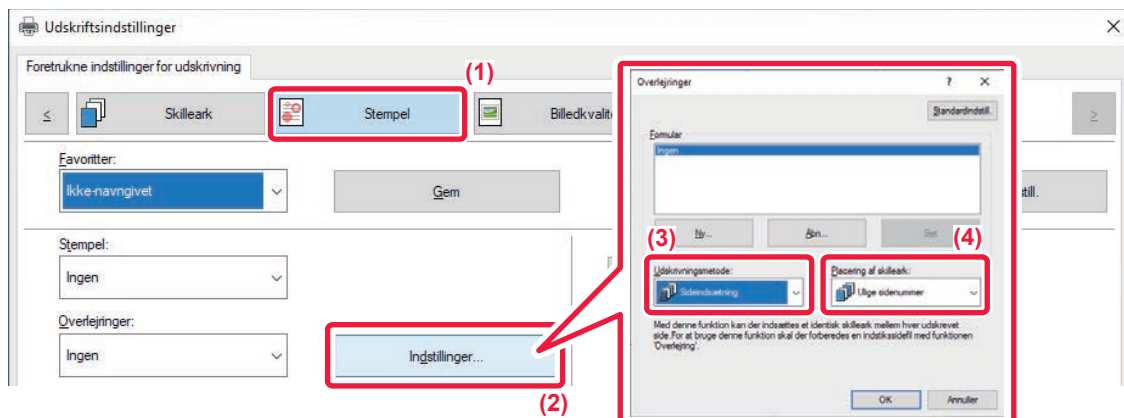 Udskriftsindstillinger
Foretrukne indstillinger for udskrivning
(1)
Skilleark
Stempel
Billedkvalite
till.
Favoritter:
Ikke-navngivet
Gem
Stempel:
Ingen
Overlejringer:
Ingen
Indstillinger...
(2)
Overlejringer
?
Standardindstill.
Formular
Ingen
Ny...
Åbn...
Slet
(3)
(4)
Udskrivningsmetode:
Placering af skilleark:
Sideindsætning
Ulige sidenummer
Med denne funktion kan der indsættes et identisk skilleark mellem hver udskrevet
side.For at bruge denne funktion skal der forberedes en indstikssidefil med funktionen
'Overlejring'.
OK
Annuller